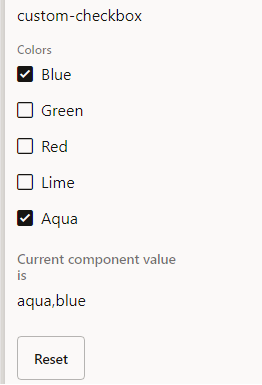 custom-checkbox
Colors
Blue
Green
Red
Lime
Aqua
Current component value
is
aqua,blue
Reset